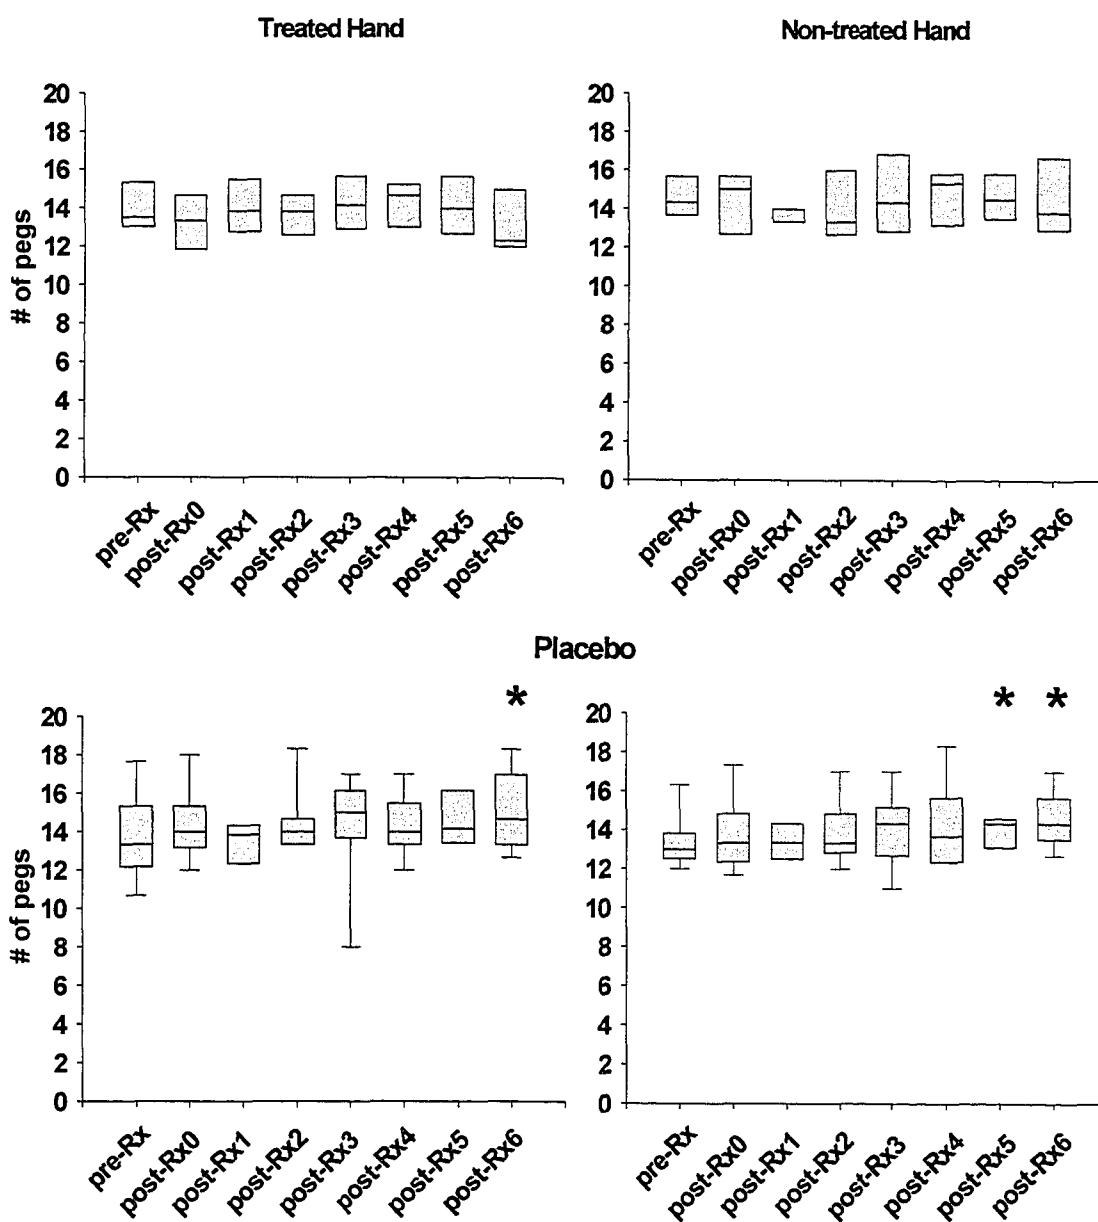 Treated Hand
Non-treated Hand
# of pegs
20
18
16
14
12
10
8
6
4
2
0
pre-Rx
post-Rx0
post-Rx1
post-Rx2
post-Rx3
post-Rx4
post-Rx5
post-Rx6
20
18
16
14
12
10
8
6
4
2
0
pre-Rx
post-Rx0
post-Rx1
post-Rx2
post-Rx3
post-Rx4
post-Rx5
post-Rx6
Placebo
*
* *
# of pegs
20
18
16
14
12
10
8
6
4
2
0
pre-Rx
post-Rx0
post-Rx1
post-Rx2
post-Rx3
post-Rx4
post-Rx5
post-Rx6
20
18
16
14
12
10
8
6
4
2
0
pre-Rx
post-Rx0
post-Rx1
post-Rx2
post-Rx3
post-Rx4
post-Rx5
post-Rx6